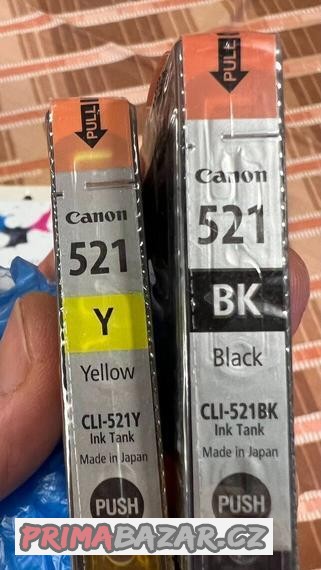 PULL
Canon
521
Y
Yellow
CLI-521Y
Ink Tank
Made in Japan
PUSH
PULL
Canon
521
BK
Black
CLI-521BK
Ink Tank
Made in Japan
PUSH
PRIMABAZAR.CZ